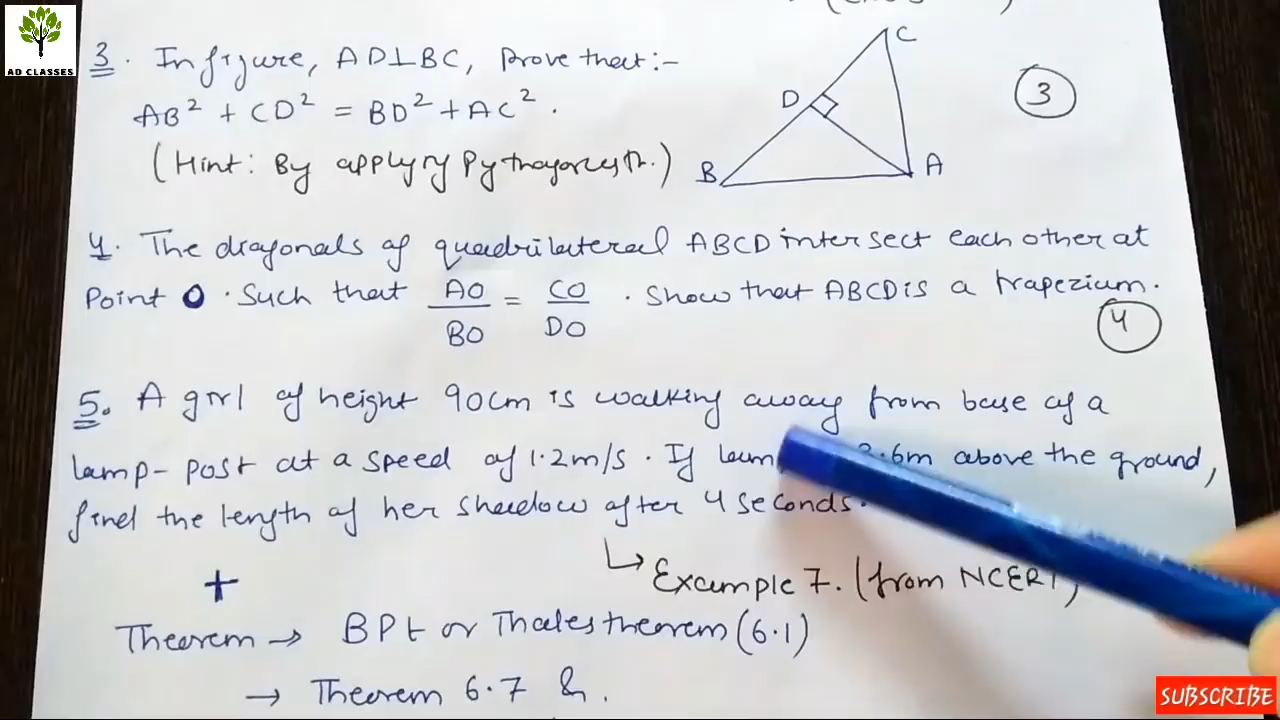 AD CLASSES
3. In figure, AD⊥BC, Prove that:-
AB² + CD² = BD² + AC².
(Hint: By applying Pythagores th.)
C
D
B
A
3
4. The diagonals of quadrilateral ABCD intersect each other at
Point O. Such that AO/BO = CO/DO. Show that ABCD is a trapezium.
4
5. A girl of height 90cm is walking away from base of a
lamp-post at a speed of 1.2m/s. If lamp 3.6m above the ground,
find the length of her shadow after 4 seconds.
↳ Example 7. (from NCERT)
+
Theorem → BPt or Thales theorem (6.1)
→ Theorem 6.7 &.
SUBSCRIBE